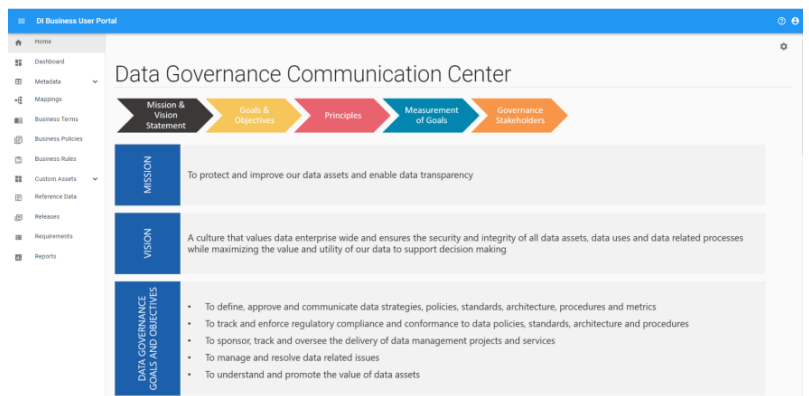 DI Business User Portal
Home
Dashboard
Metadata
Mappings
Business Terms
Business Policies
Business Rules
Custom Assets
Reference Data
Releases
Requirements
Reports
Data Governance Communication Center
Mission &
Vision
Statement
Goals &
Objectives
Principles
Measurement
of Goals
Governance
Stakeholders
MISSION
To protect and improve our data assets and enable data transparency
VISION
A culture that values data enterprise wide and ensures the security and integrity of all data assets, data uses and data related processes
while maximizing the value and utility of our data to support decision making
DATA GOVERNANCE
GOALS AND OBJECTIVES
• To define, approve and communicate data strategies, policies, standards, architecture, procedures and metrics
• To track and enforce regulatory compliance and conformance to data policies, standards, architecture and procedures
• To sponsor, track and oversee the delivery of data management projects and services
• To manage and resolve data related issues
• To understand and promote the value of data assets